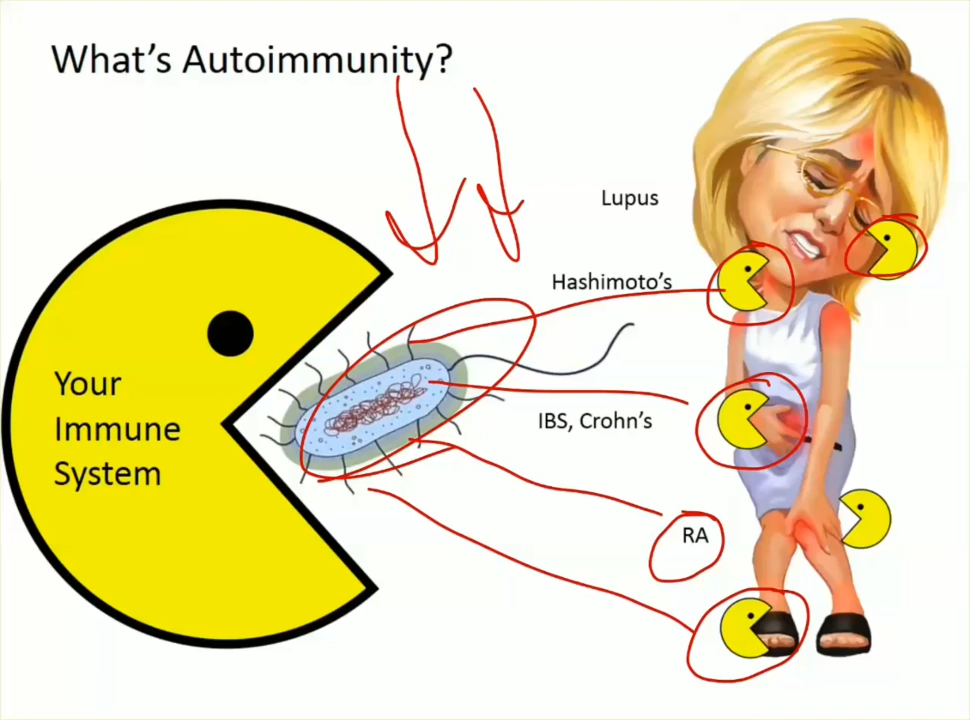 What's Autoimmunity?
Lupus
Hashimoto's
Your
Immune
System
IBS, Crohn's
RA